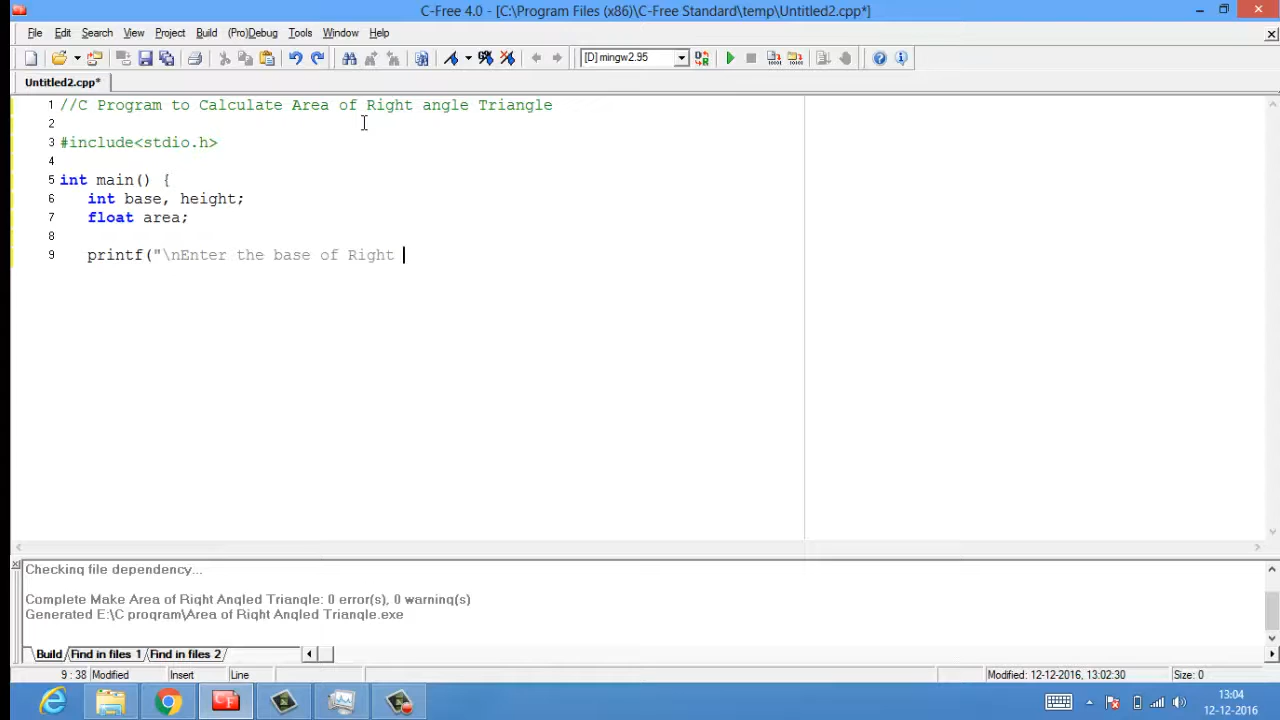 C-Free 4.0 - [C:\Program Files (x86)\C-Free Standard\temp\Untitled2.cpp*]
File Edit Search View Project Build (Pro)Debug Tools Window Help
[D] mingw2.95
Untitled2.cpp*
1 //C Program to Calculate Area of Right angle Triangle
2
3 #include<stdio.h>
4
5 int main() {
6 int base, height;
7 float area;
8
9 printf("\nEnter the base of Right
Checking file dependency...
Complete Make Area of Right Angled Triangle: 0 error(s), 0 warning(s)
Generated E:\C program\Area of Right Angled Triangle.exe
Build Find in files 1 Find in files 2
9 : 38 Modified Insert Line Modified: 12-12-2016, 13:02:30 Size: 0
CF
13:04
12-12-2016